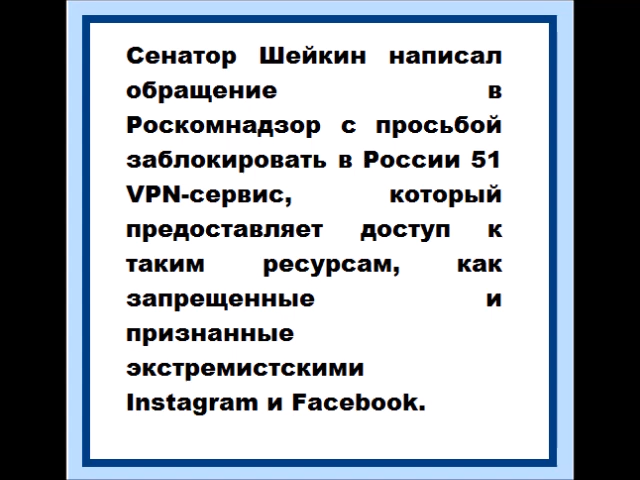 Сенатор Шейкин написал
обращение в
Роскомнадзор с просьбой
заблокировать в России 51
VPN-сервис, который
предоставляет доступ к
таким ресурсам, как
запрещенные и
признанные
экстремистскими
Instagram и Facebook.